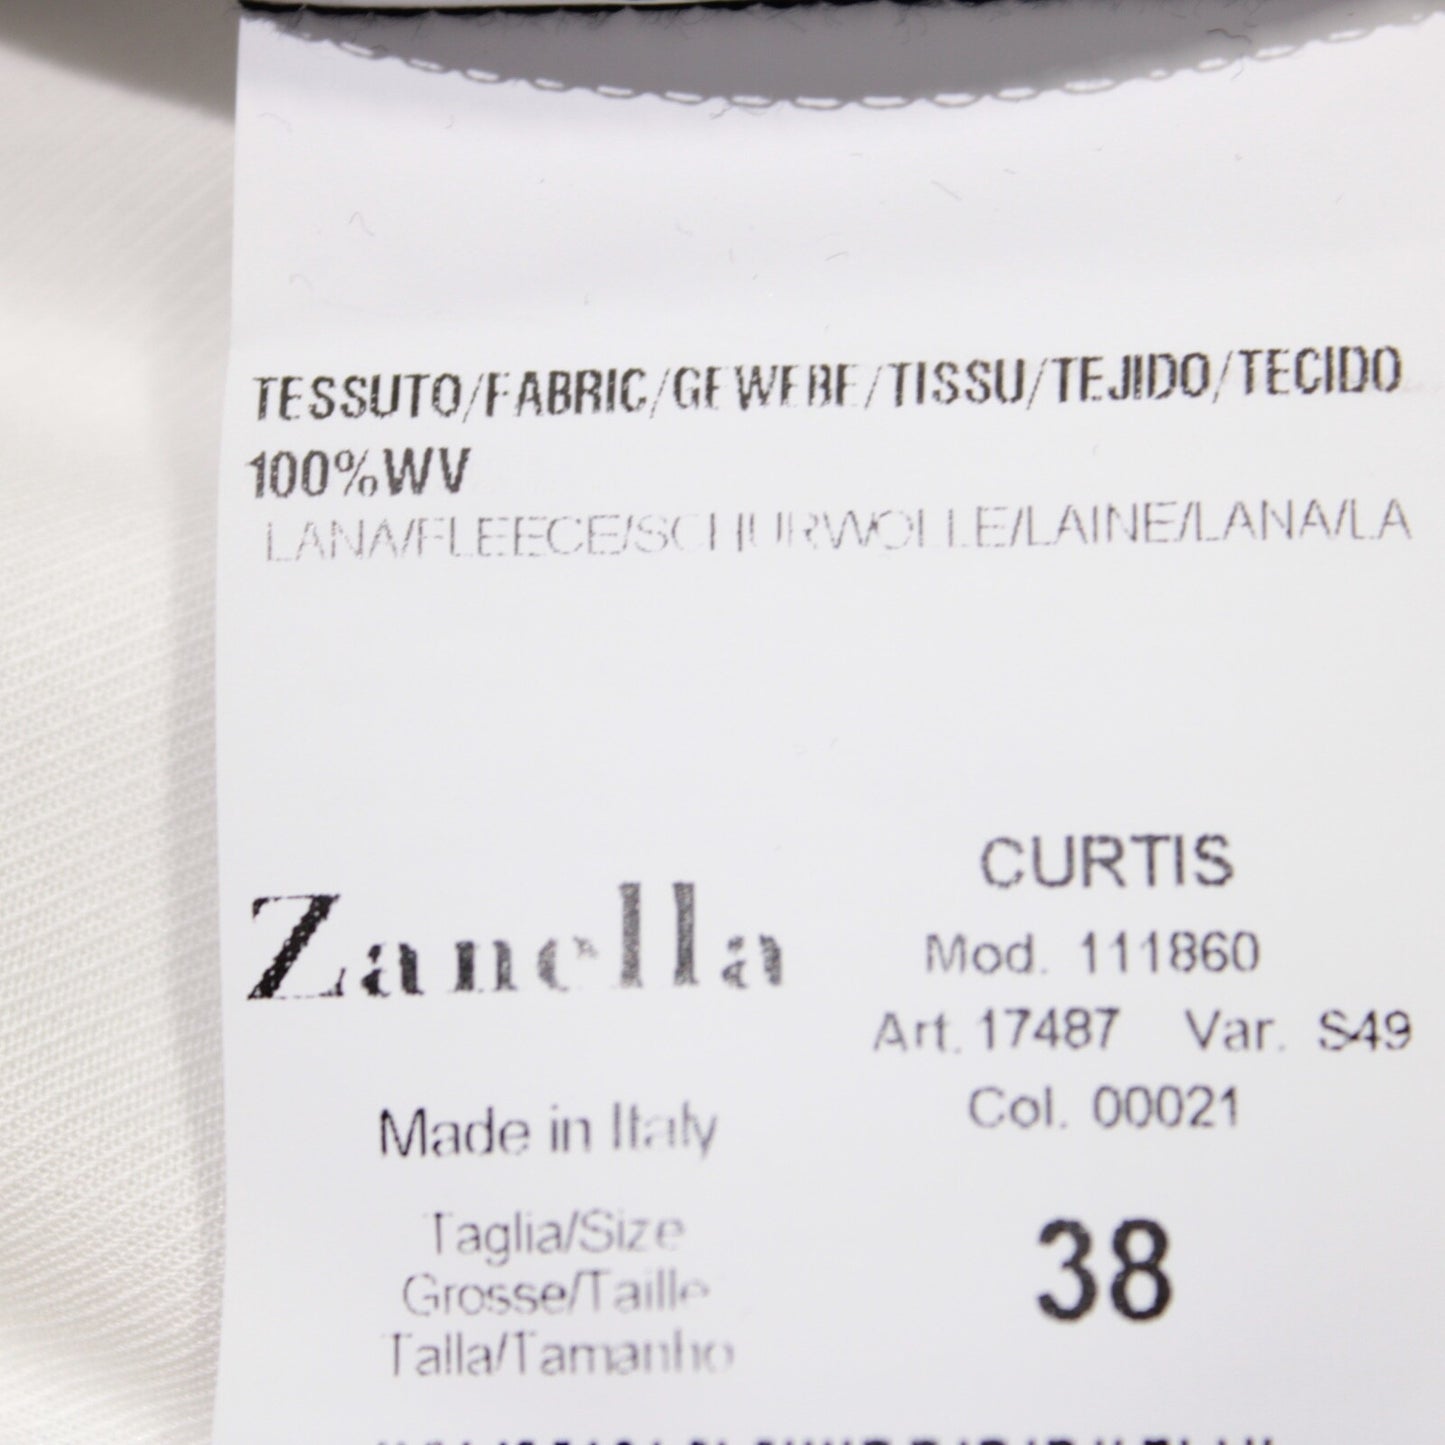 TESSUTO/FABRIC/GEWEBE/TISSU/TEJIDO/TECIDO
100%WV
LANA/FLEECE/SCHURWOLLE/LAINE/LANA/LA
Zanella
CURTIS
Mod. 111860
Art. 17487 Var. S49
Col. 00021
Made in Italy
Taglia/Size
Grosse/Taille
Talla/Tamanho
38